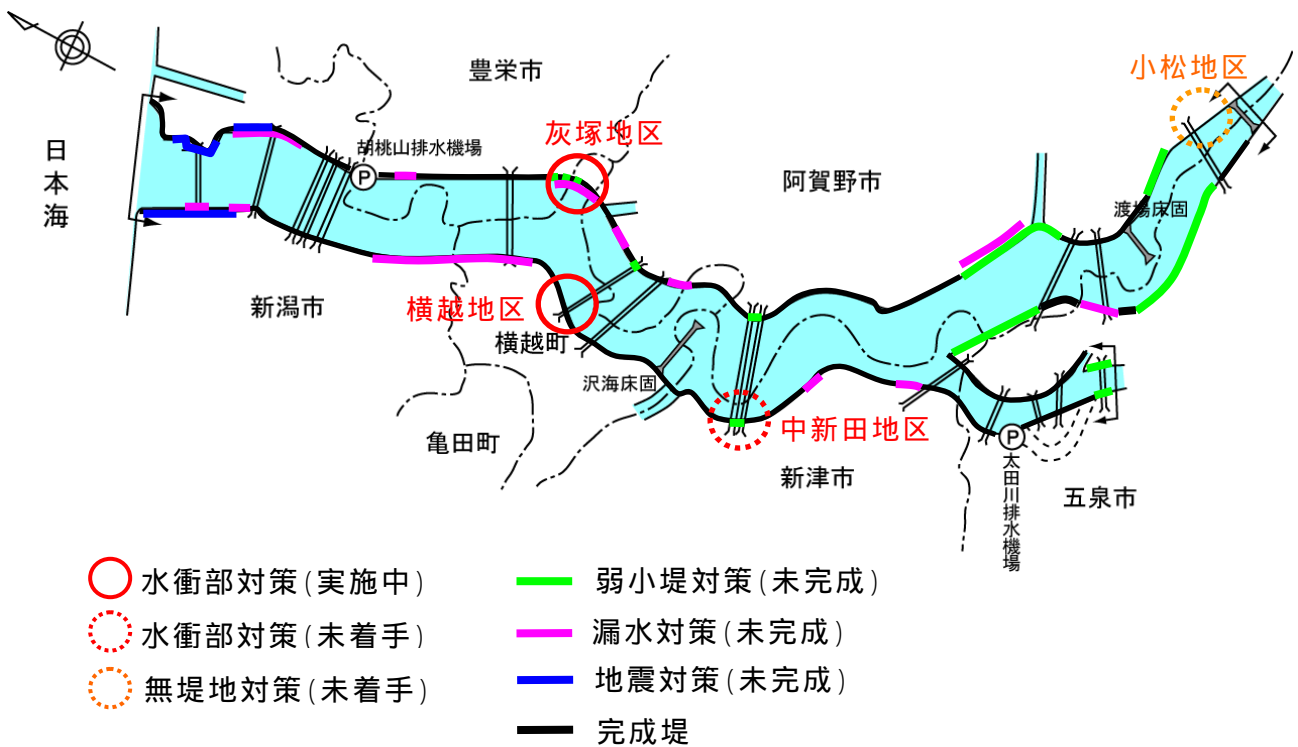 小松地区
豊栄市
灰塚地区
日本海
胡桃山排水機場
P
阿賀野市
渡場床固
新潟市
横越地区
横越町
沢海床固
亀田町
中新田地区
新津市
P
太田川排水機場
五泉市
水衝部対策(実施中)
水衝部対策(未着手)
無堤地対策(未着手)
弱小堤対策(未完成)
漏水対策(未完成)
地震対策(未完成)
完成堤